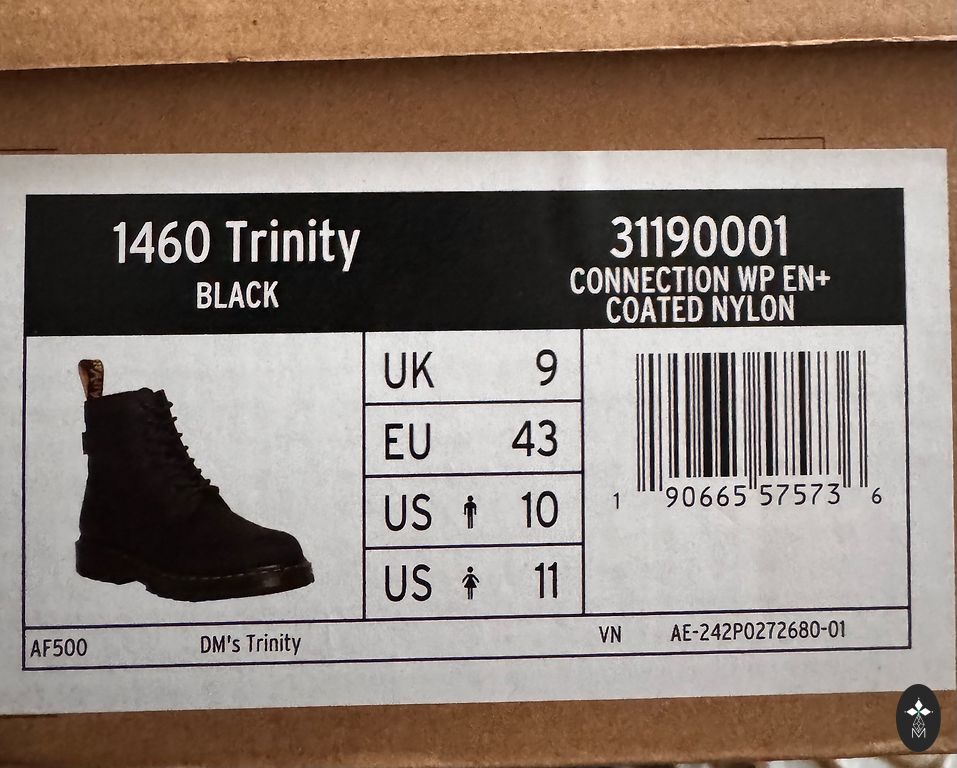 1460 Trinity
BLACK
31190001
CONNECTION WP EN+
COATED NYLON
UK 9
EU 43
US 10
US 11
1 90665 57573 6
AF500 DM's Trinity VN AE-242P0272680-01
M